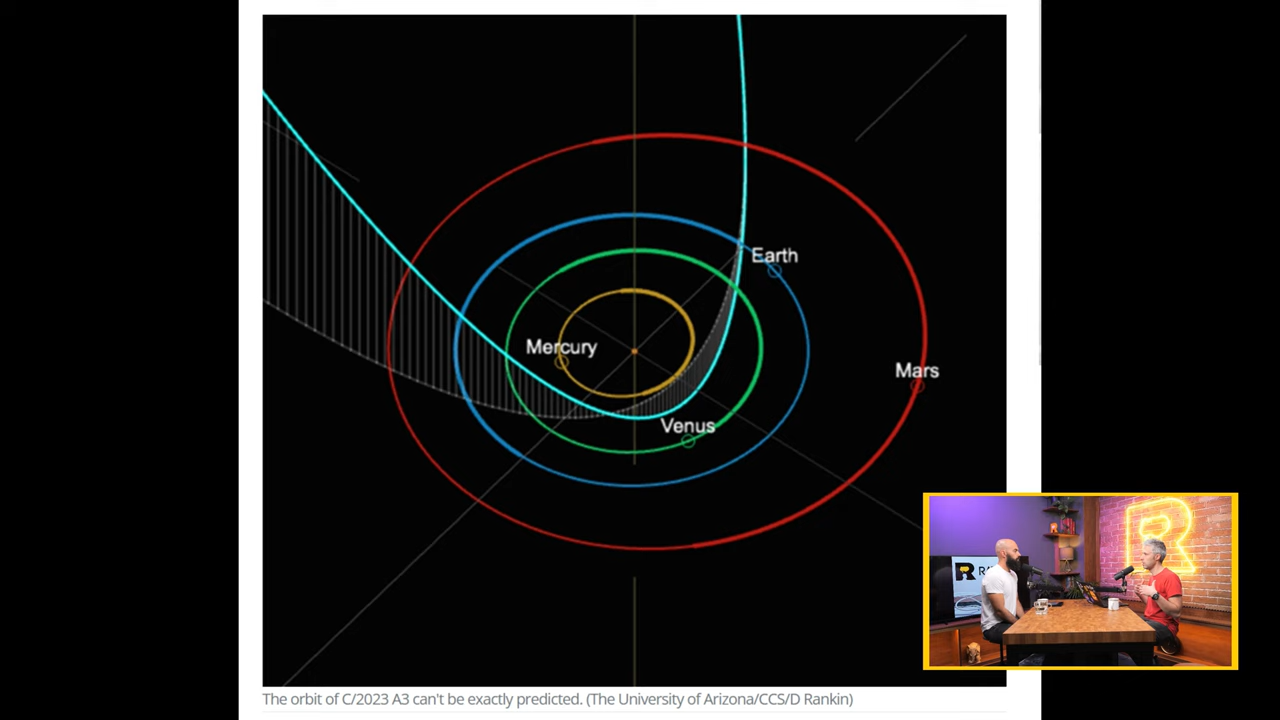 Earth
Mercury
Mars
Venus
R
R
The orbit of C/2023 A3 can't be exactly predicted. (The University of Arizona/CCS/D Rankin)